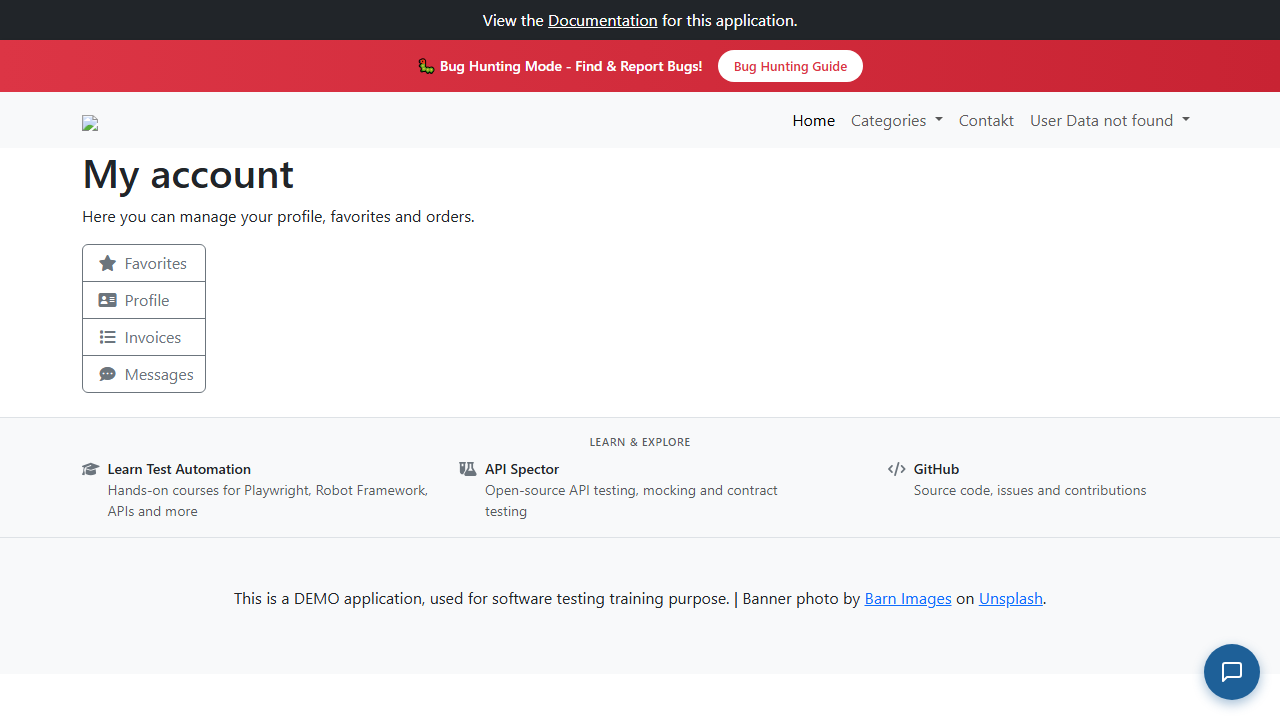 View the Documentation for this application.
Bug Hunting Mode - Find & Report Bugs!
Bug Hunting Guide
Home
Categories
Contakt
User Data not found
My account
Here you can manage your profile, favorites and orders.
Favorites
Profile
Invoices
Messages
LEARN & EXPLORE
Learn Test Automation
Hands-on courses for Playwright, Robot Framework,
APIs and more
API Spector
Open-source API testing, mocking and contract
testing
GitHub
Source code, issues and contributions
This is a DEMO application, used for software testing training purpose. | Banner photo by Barn Images on Unsplash.